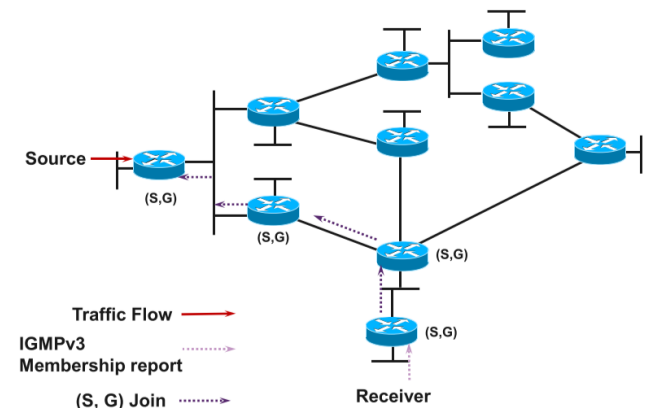 Source
(S,G)
(S,G)
(S,G)
(S,G)
Traffic Flow
IGMPv3
Membership report
(S, G) Join
Receiver